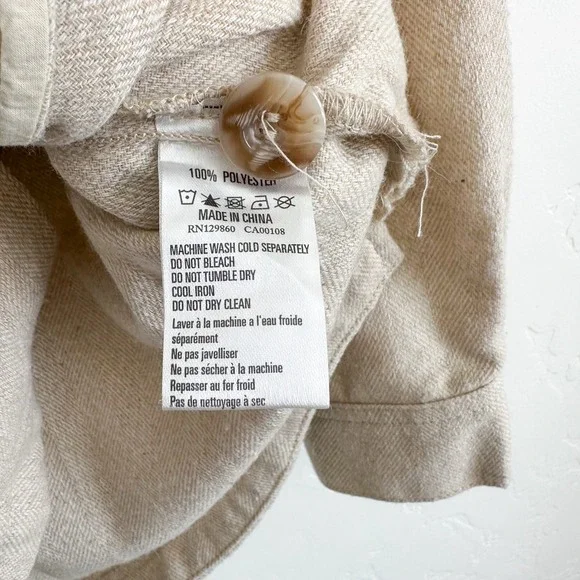 100% POLYESTER
MADE IN CHINA
RN129860 CA00108
MACHINE WASH COLD SEPARATELY
DO NOT BLEACH
DO NOT TUMBLE DRY
COOL IRON
DO NOT DRY CLEAN
Laver à la machine a l'eau froide
séparément
Ne pas javelliser
Ne pas sécher à la machine
Repasser au fer froid
Pas de nettoyage à sec